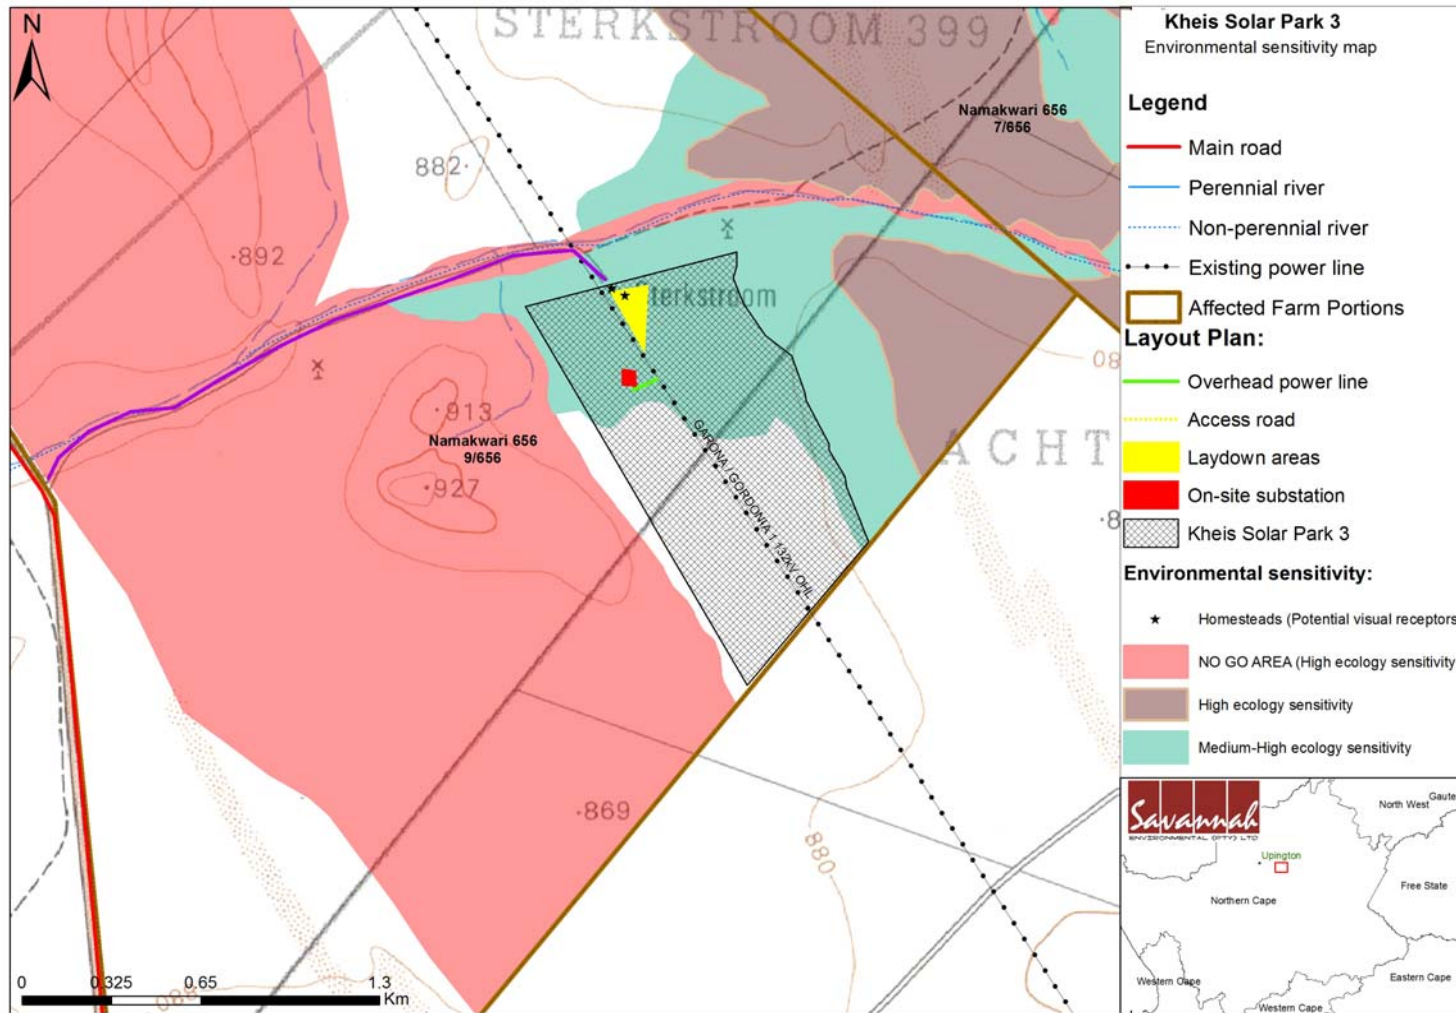 N
STERKSTROOM 399
882
892
Namakwari 656
7/656
Sterkstroom
913
Namakwari 656
9/656
927
GARONA / GORDONIA 1 132kV OHL
ACHT
869
880
880
0 0.325 0.65 1.3
Km
Kheis Solar Park 3
Environmental sensitivity map
Legend
Main road
Perennial river
Non-perennial river
Existing power line
Affected Farm Portions
Layout Plan:
Overhead power line
Access road
Laydown areas
On-site substation
Kheis Solar Park 3
Environmental sensitivity:
Homesteads (Potential visual receptors
NO GO AREA (High ecology sensitivity
High ecology sensitivity
Medium-High ecology sensitivity
Savannah
ENVIRONMENTAL (PTY) LTD
North West
Gaute
Upington
Northern Cape
Free State
Western Cape
Eastern Cape
Western Cape